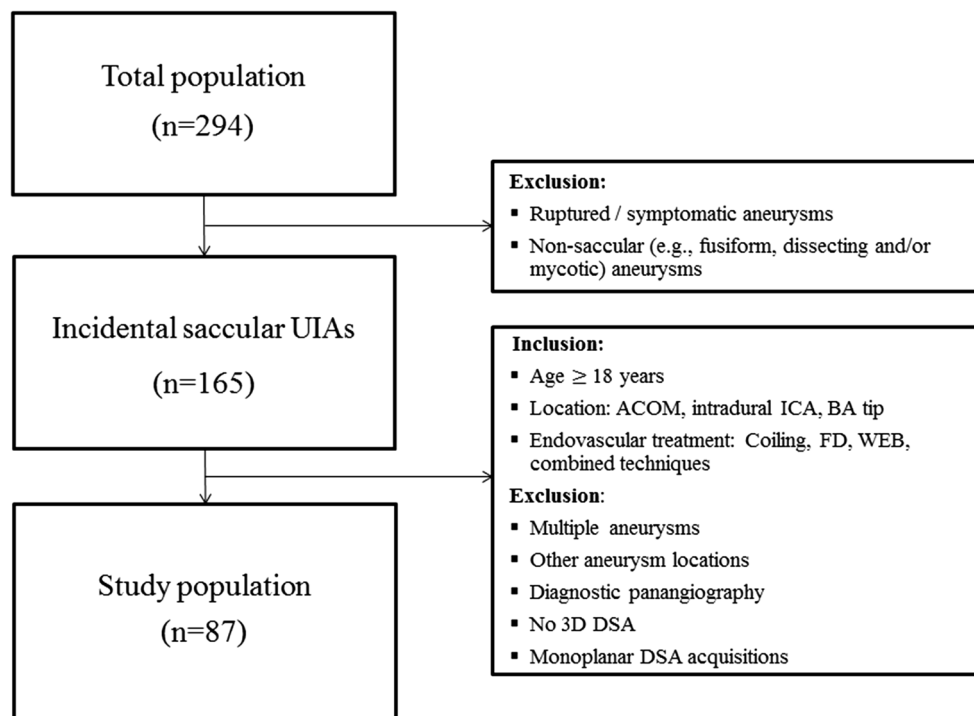 Total population
(n=294)
Exclusion:
▪ Ruptured / symptomatic aneurysms
▪ Non-saccular (e.g., fusiform, dissecting and/or
mycotic) aneurysms
Incidental saccular UIAs
(n=165)
Inclusion:
▪ Age ≥ 18 years
▪ Location: ACOM, intradural ICA, BA tip
▪ Endovascular treatment: Coiling, FD, WEB,
combined techniques
Exclusion:
▪ Multiple aneurysms
▪ Other aneurysm locations
▪ Diagnostic panangiography
▪ No 3D DSA
▪ Monoplanar DSA acquisitions
Study population
(n=87)